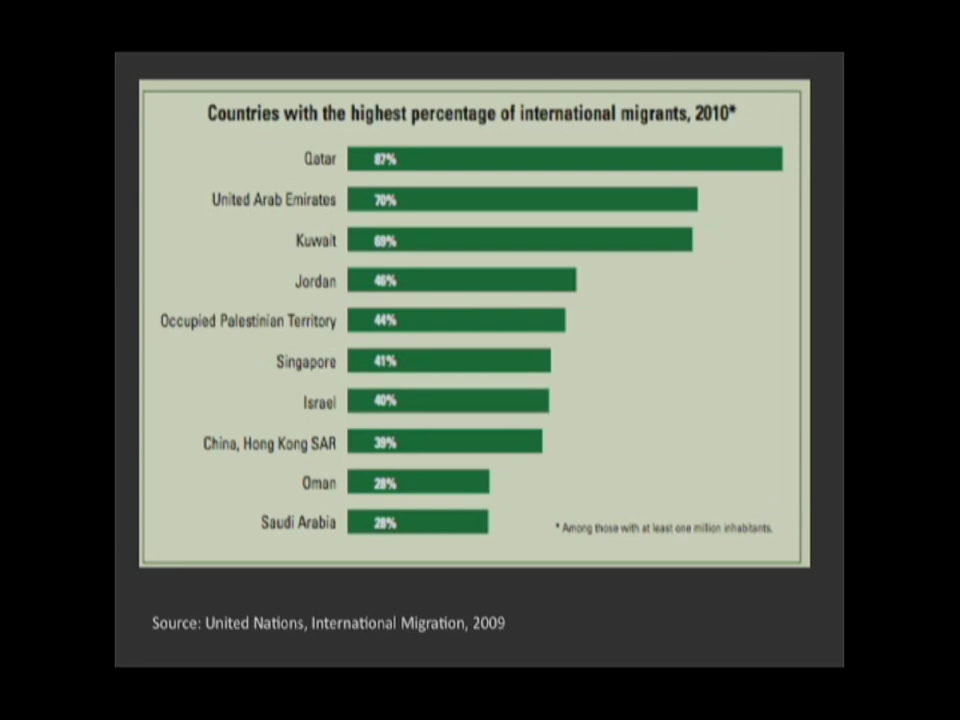 Countries with the highest percentage of international migrants, 2010*
Qatar 87%
United Arab Emirates 70%
Kuwait 69%
Jordan 46%
Occupied Palestinian Territory 44%
Singapore 41%
Israel 40%
China, Hong Kong SAR 39%
Oman 28%
Saudi Arabia 28%
* Among those with at least one million inhabitants.
Source: United Nations, International Migration, 2009